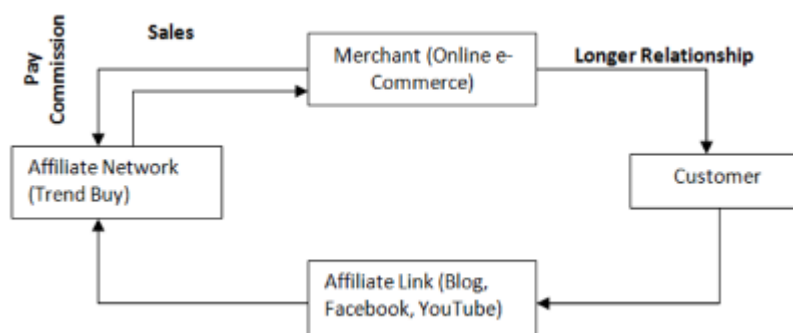 Sales
Pay
Commission
Merchant (Online e-
Commerce)
Longer Relationship
Affiliate Network
(Trend Buy)
Customer
Affiliate Link (Blog,
Facebook, YouTube)